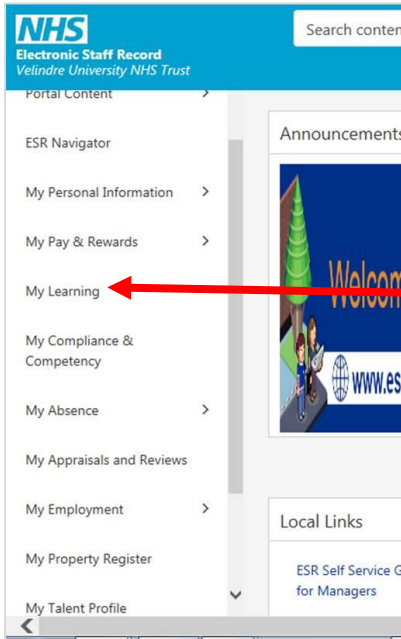 NHS
Electronic Staff Record
Velindre University NHS Trust
Search conten
Portal Content
ESR Navigator
My Personal Information
My Pay & Rewards
My Learning
My Compliance &
Competency
My Absence
My Appraisals and Reviews
My Employment
My Property Register
My Talent Profile
Announcements
Welcom
www.es
Local Links
ESR Self Service G
for Managers